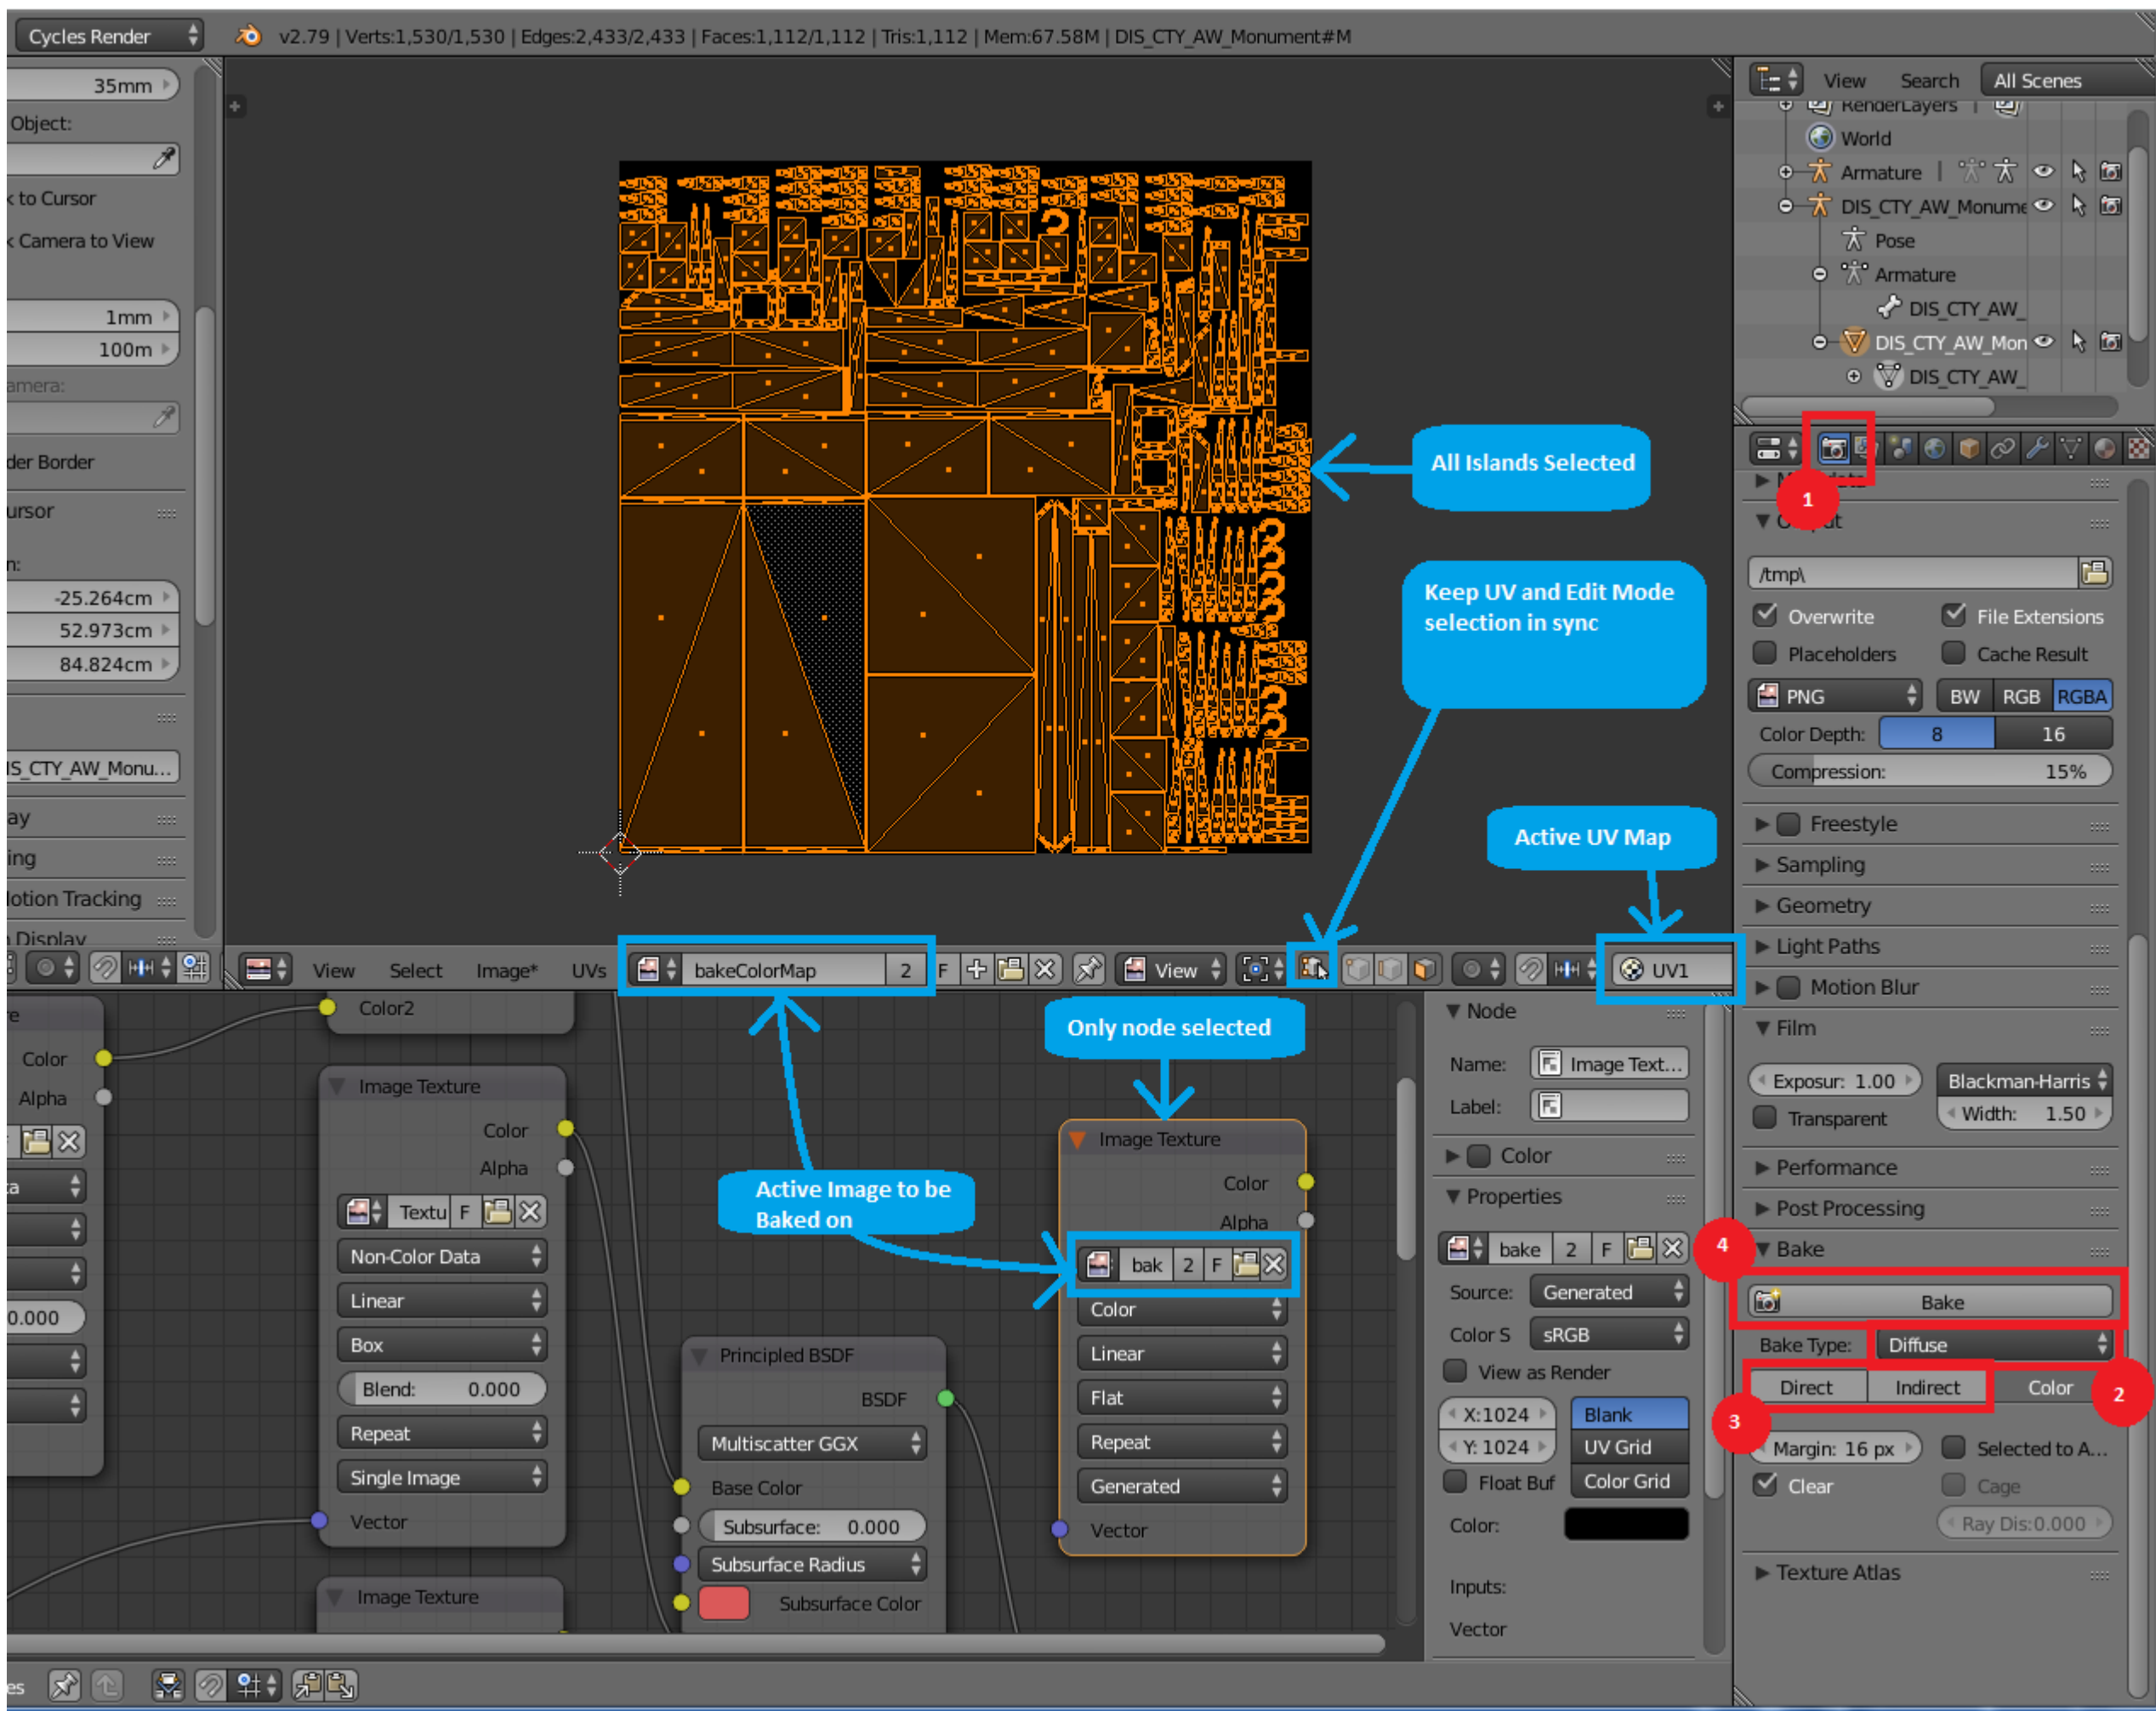 Cycles Render
v2.79 | Verts:1,530/1,530 | Edges:2,433/2,433 | Faces:1,112/1,112 | Tris:1,112 | Mem:67.58M | DIS_CTY_AW_Monument#M
35mm
Object:
k to Cursor
k Camera to View
1mm
100m
amera:
der Border
ursor
n:
-25.264cm
52.973cm
84.824cm
IS_CTY_AW_Monu...
ay
ing
lotion Tracking
Display
View Search All Scenes
RenderLayers
World
Armature
DIS_CTY_AW_Monume
Pose
Armature
DIS_CTY_AW_
DIS_CTY_AW_Mon
DIS_CTY_AW_
All Islands Selected
Keep UV and Edit Mode
selection in sync
Active UV Map
1
/tmp\
Overwrite File Extensions
Placeholders Cache Result
PNG BW RGB RGBA
Color Depth: 8 16
Compression: 15%
Freestyle
Sampling
Geometry
Light Paths
Motion Blur
Film
Exposur: 1.00 Blackman-Harris
Transparent Width: 1.50
Performance
Post Processing
4 Bake
Bake
Bake Type: Diffuse
Direct Indirect Color 2
3
Margin: 16 px Selected to A...
Clear Cage
Ray Dis:0.000
Texture Atlas
View Select Image* UVs bakeColorMap 2 F View UV1
re
Color
Alpha
F
ta
0.000
Color2
Image Texture
Color
Alpha
Textu F
Non-Color Data
Linear
Box
Blend: 0.000
Repeat
Single Image
Vector
Image Texture
Active Image to be
Baked on
Principled BSDF
BSDF
Multiscatter GGX
Base Color
Subsurface: 0.000
Subsurface Radius
Subsurface Color
Only node selected
Image Texture
Color
Alpha
bak 2 F
Color
Linear
Flat
Repeat
Generated
Vector
Node
Name: Image Text...
Label:
Color
Properties
bake 2 F
Source: Generated
Color S sRGB
View as Render
X:1024 Blank
Y: 1024 UV Grid
Float Buf Color Grid
Color:
Inputs:
Vector
es